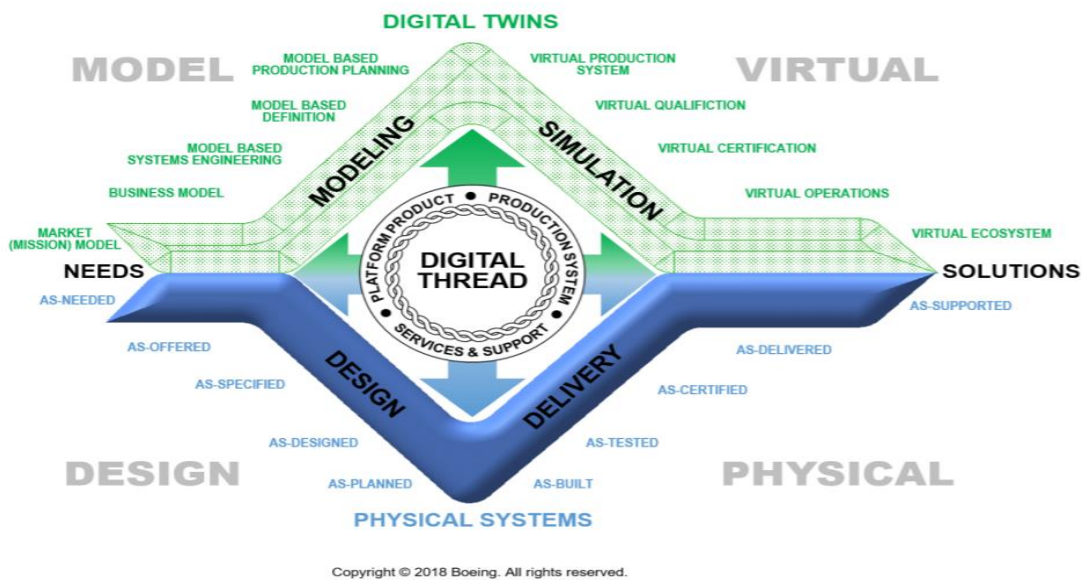 DIGITAL TWINS
MODEL
VIRTUAL
MODEL BASED
PRODUCTION PLANNING
VIRTUAL PRODUCTION
SYSTEM
MODEL BASED
DEFINITION
VIRTUAL QUALIFICTION
MODEL BASED
SYSTEMS ENGINEERING
VIRTUAL CERTIFICATION
BUSINESS MODEL
VIRTUAL OPERATIONS
MARKET
(MISSION) MODEL
VIRTUAL ECOSYSTEM
MODELING
SIMULATION
NEEDS
SOLUTIONS
PLATFORM PRODUCT • PRODUCTION SYSTEM • SERVICES & SUPPORT •
DIGITAL
THREAD
AS-NEEDED
AS-SUPPORTED
AS-OFFERED
AS-DELIVERED
AS-SPECIFIED
AS-CERTIFIED
DESIGN
DELIVERY
AS-DESIGNED
AS-TESTED
AS-PLANNED
AS-BUILT
DESIGN
PHYSICAL
PHYSICAL SYSTEMS
Copyright © 2018 Boeing. All rights reserved.